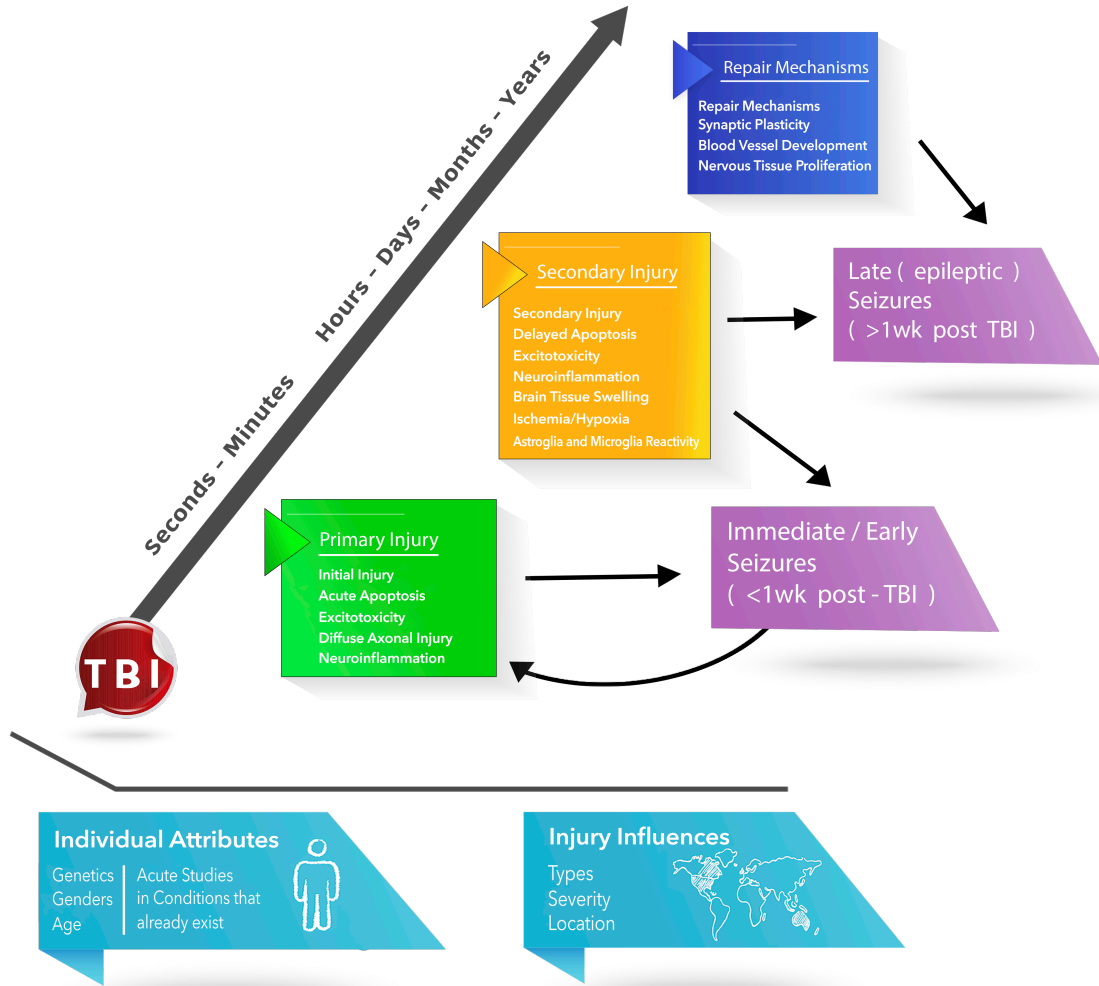 Seconds - Minutes
Hours - Days - Months - Years
TBI
Repair Mechanisms
Repair Mechanisms
Synaptic Plasticity
Blood Vessel Development
Nervous Tissue Proliferation
Secondary Injury
Secondary Injury
Delayed Apoptosis
Excitotoxicity
Neuroinflammation
Brain Tissue Swelling
Ischemia/Hypoxia
Astroglia and Microglia Reactivity
Late ( epileptic )
Seizures
( >1wk post TBI )
Primary Injury
Initial Injury
Acute Apoptosis
Excitotoxicity
Diffuse Axonal Injury
Neuroinflammation
Immediate / Early
Seizures
( <1wk post - TBI )
Individual Attributes
Genetics
Genders
Age
Acute Studies
in Conditions that
already exist
Injury Influences
Types
Severity
Location